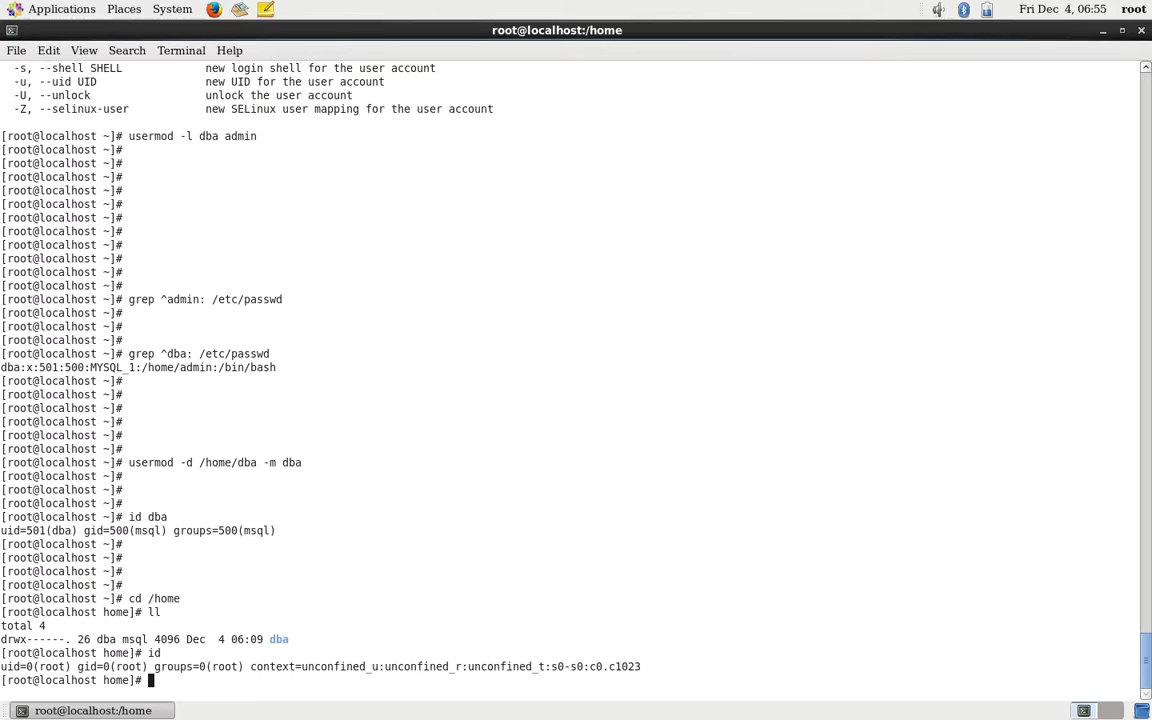 Applications Places System Fri Dec 4, 06:55 root
root@localhost:/home
File Edit View Search Terminal Help
-s, --shell SHELL new login shell for the user account
-u, --uid UID new UID for the user account
-U, --unlock unlock the user account
-Z, --selinux-user new SELinux user mapping for the user account
[root@localhost ~]# usermod -l dba admin
[root@localhost ~]#
[root@localhost ~]#
[root@localhost ~]#
[root@localhost ~]#
[root@localhost ~]#
[root@localhost ~]#
[root@localhost ~]#
[root@localhost ~]#
[root@localhost ~]#
[root@localhost ~]#
[root@localhost ~]#
[root@localhost ~]# grep ^admin: /etc/passwd
[root@localhost ~]#
[root@localhost ~]#
[root@localhost ~]#
[root@localhost ~]# grep ^dba: /etc/passwd
dba:x:501:500:MYSQL_1:/home/admin:/bin/bash
[root@localhost ~]#
[root@localhost ~]#
[root@localhost ~]#
[root@localhost ~]#
[root@localhost ~]#
[root@localhost ~]#
[root@localhost ~]# usermod -d /home/dba -m dba
[root@localhost ~]#
[root@localhost ~]#
[root@localhost ~]#
[root@localhost ~]# id dba
uid=501(dba) gid=500(msql) groups=500(msql)
[root@localhost ~]#
[root@localhost ~]#
[root@localhost ~]#
[root@localhost ~]#
[root@localhost ~]# cd /home
[root@localhost home]# ll
total 4
drwx------. 26 dba msql 4096 Dec 4 06:09 dba
[root@localhost home]# id
uid=0(root) gid=0(root) groups=0(root) context=unconfined_u:unconfined_r:unconfined_t:s0-s0:c0.c1023
[root@localhost home]#
root@localhost:/home